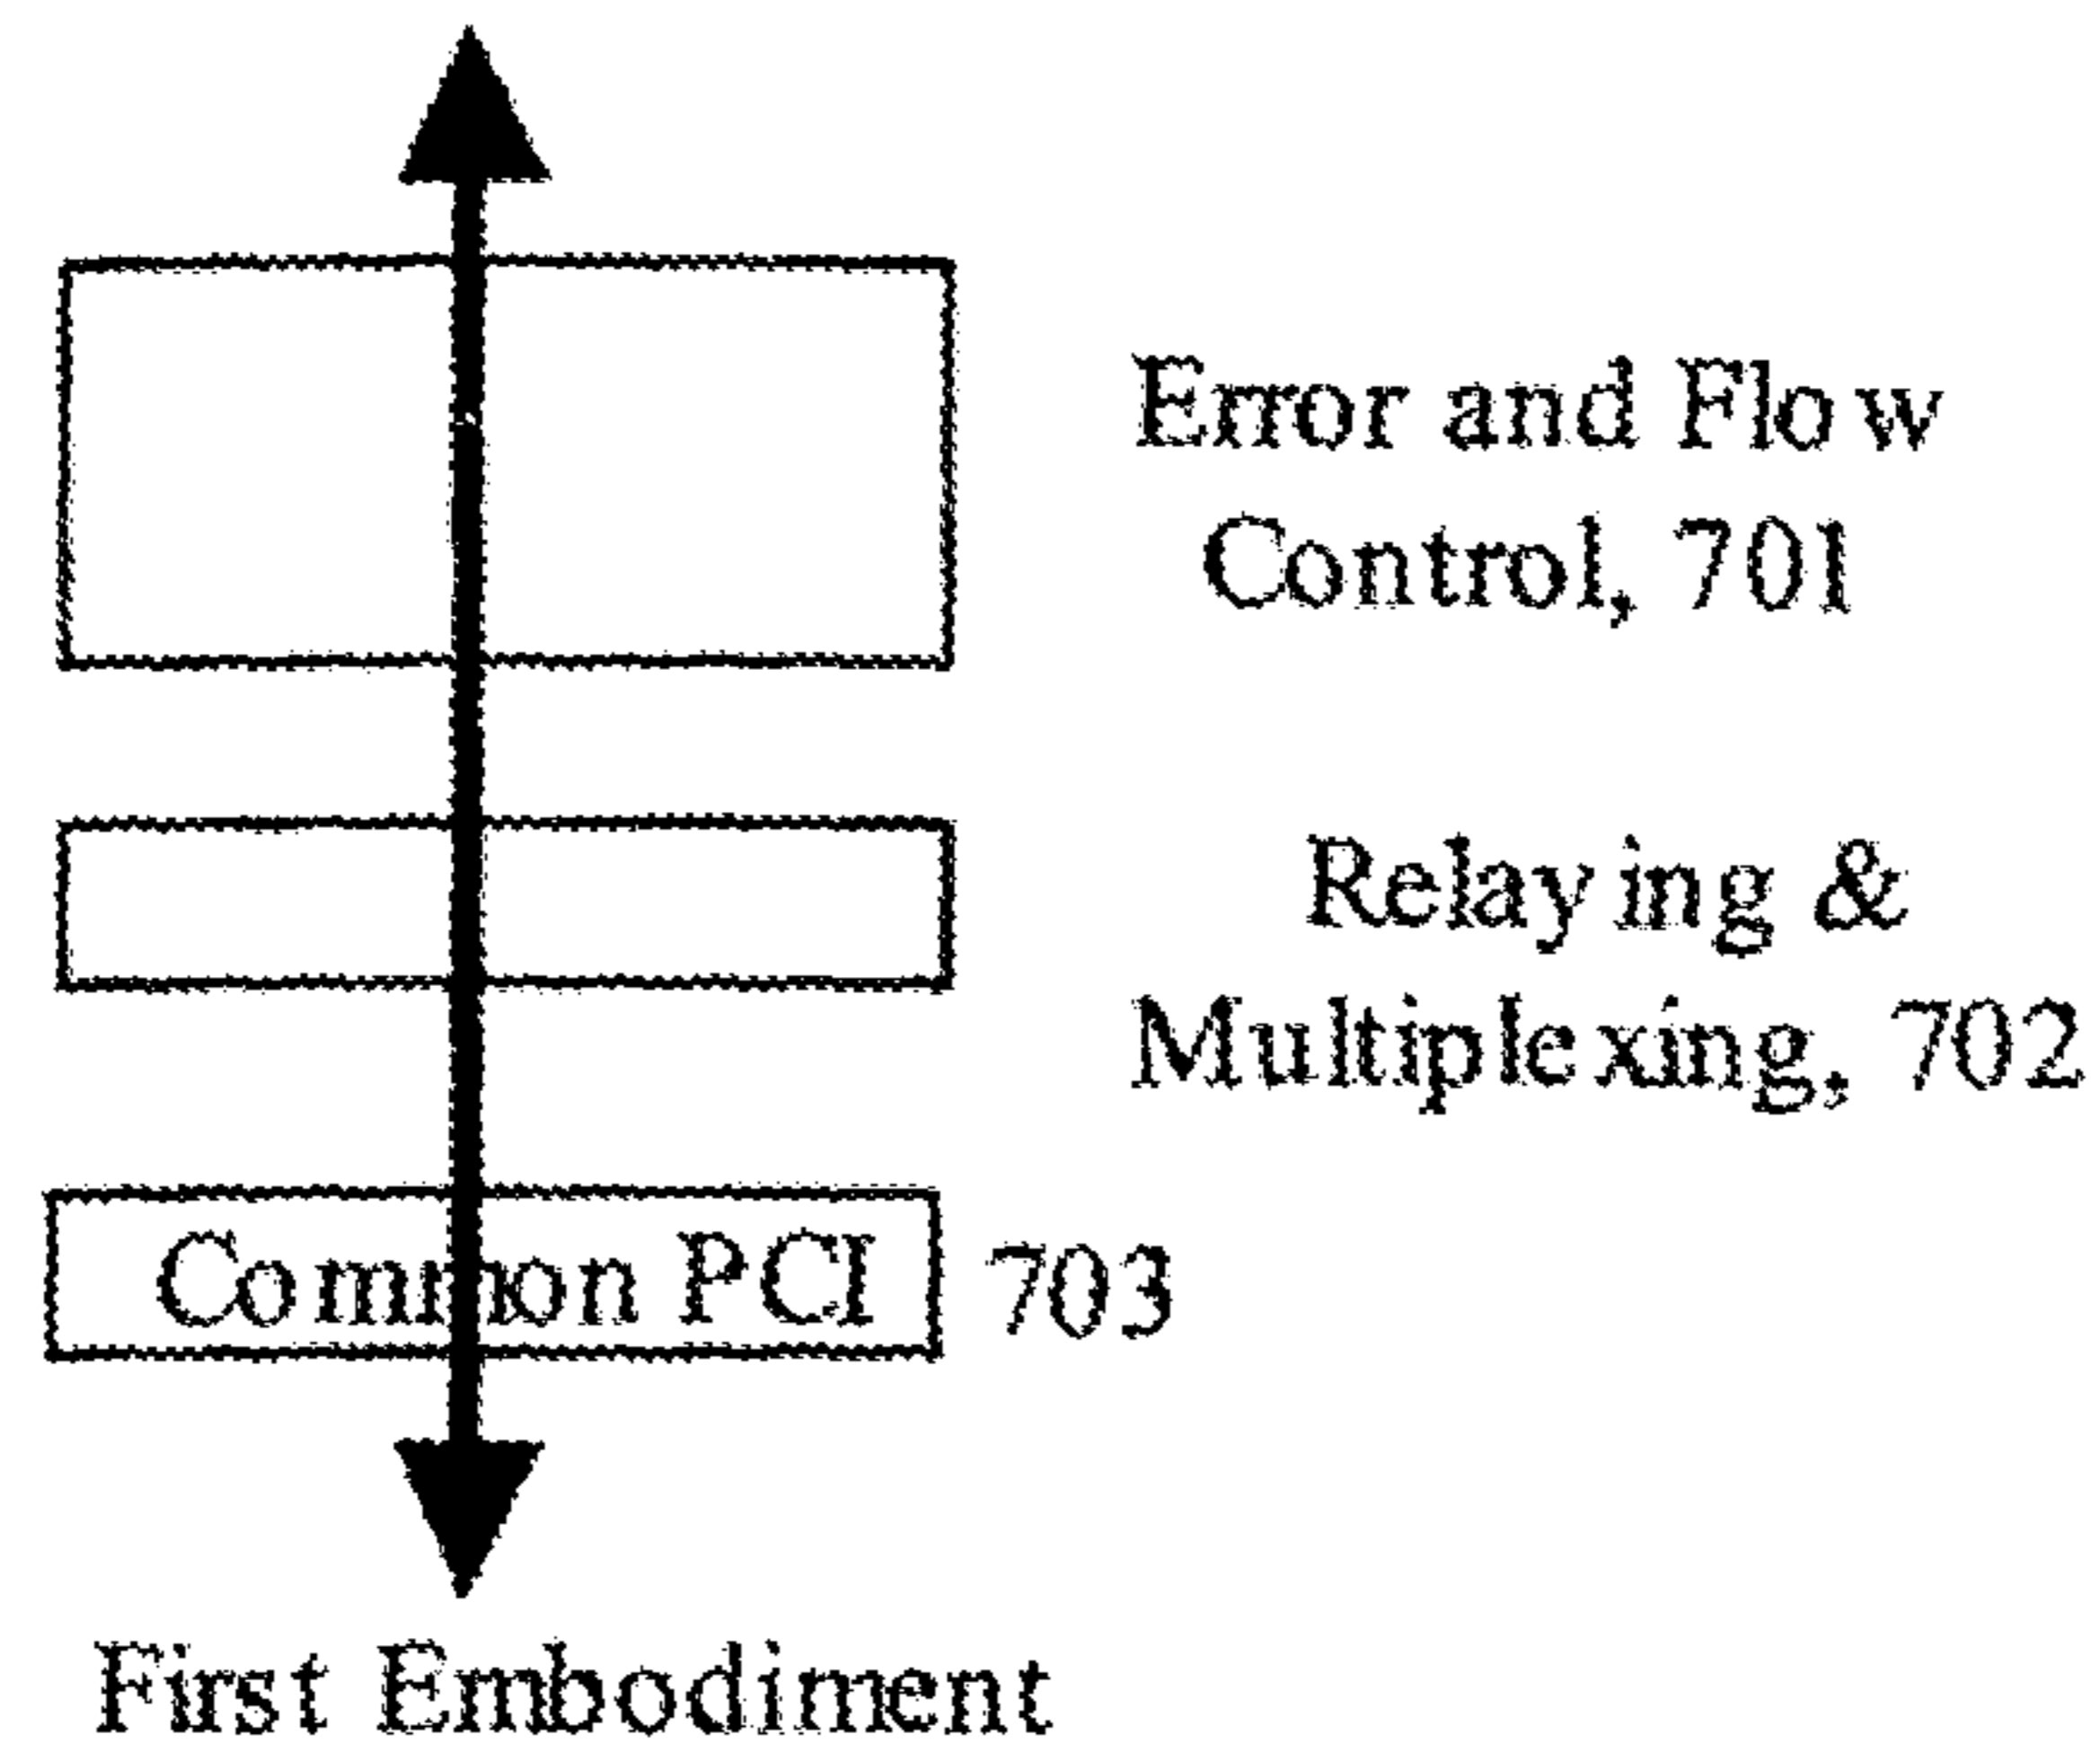 Error and Flow
Control, 701
Relaying &
Multiplexing, 702
Common PCI 703
First Embodiment